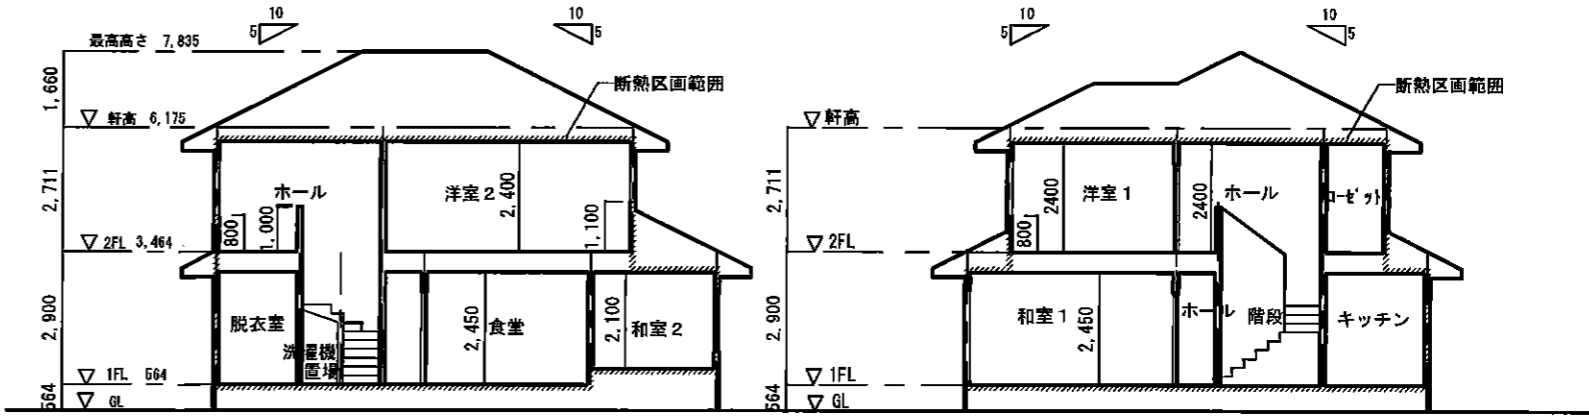 10
5
10
5
最高高さ 7,835
1,660
断熱区画範囲
軒高 6,175
2,711
ホール
洋室2
2,400
800
1,000
1,100
2FL 3,464
2,900
脱衣室
洗濯機
置場
2,450
食堂
2,100
和室2
1FL 564
564
GL
10
5
10
5
断熱区画範囲
軒高
2,711
洋室1
2400
2400
ホール
800
2FL
2,900
和室1
2,450
ホール
階段
キッチン
1FL
564
GL